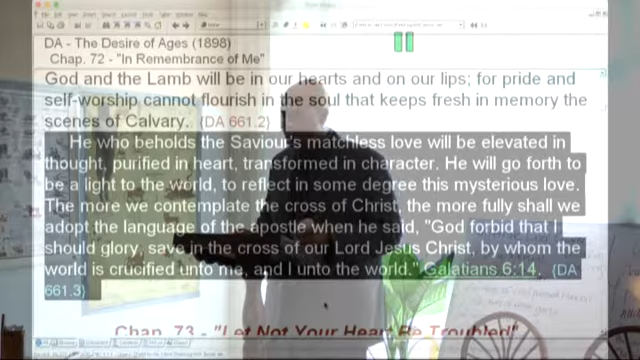 DA - The Desire of Ages (1898)
Chap. 72 - "In Remembrance of Me"
God and the Lamb will be in our hearts and on our lips; for pride and
self-worship cannot flourish in the soul that keeps fresh in memory the
scenes of Calvary. {DA 661.2}
He who beholds the Saviour's matchless love will be elevated in
thought, purified in heart, transformed in character. He will go forth to
be a light to the world, to reflect in some degree this mysterious love.
The more we contemplate the cross of Christ, the more fully shall we
adopt the language of the apostle when he said, "God forbid that I
should glory, save in the cross of our Lord Jesus Christ, by whom the
world is crucified unto me, and I unto the world." Galatians 6:14. {DA
661.3}
Chap. 73 - "Let Not Your Heart Be Troubled"